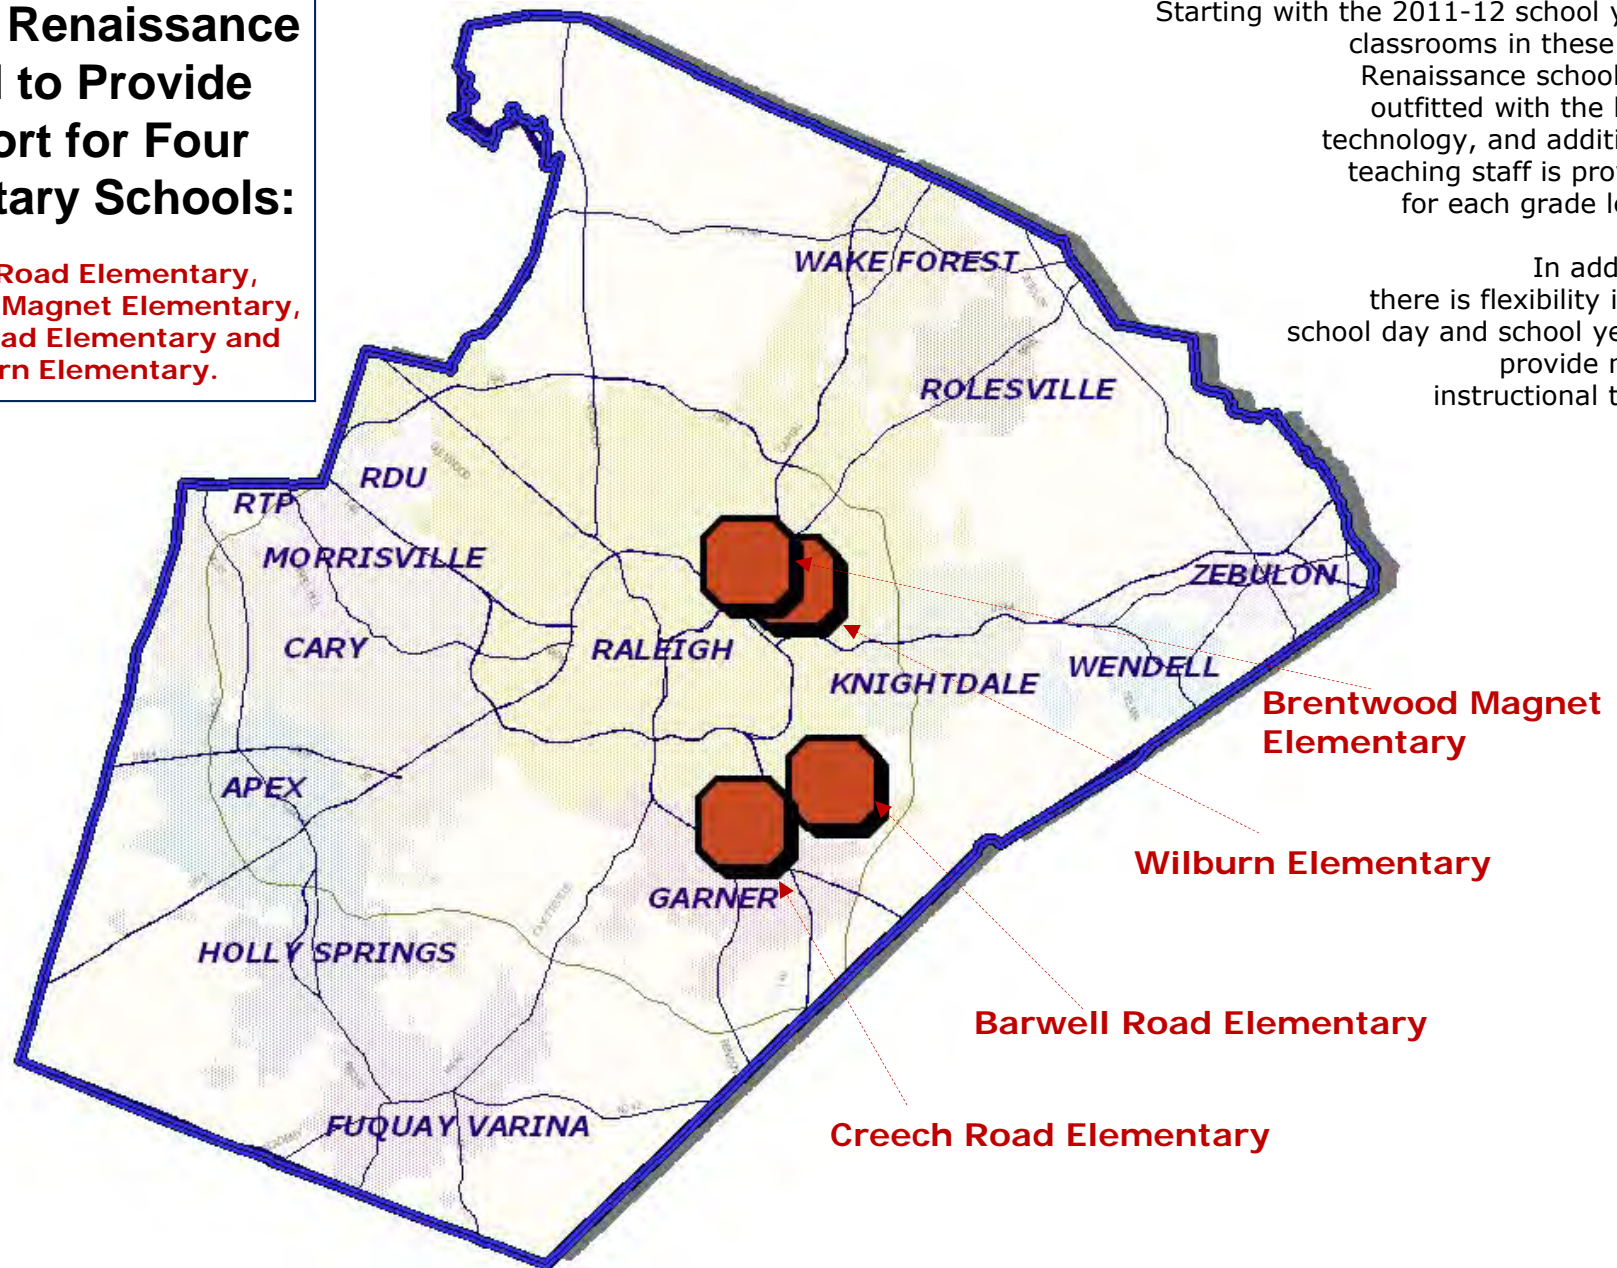 Renaissance
to Provide
ort for Four
tary Schools:
Road Elementary,
Magnet Elementary,
ad Elementary and
rn Elementary.
Starting with the 2011-12 school y
classrooms in these
Renaissance school
outfitted with the
technology, and additi
teaching staff is pro
for each grade l
In add
there is flexibility i
school day and school ye
provide
instructional t
WAKE FOREST
ROLESVILLE
RDU
RTP
MORRISVILLE
ZEBULON
CARY
RALEIGH
WENDELL
KNIGHTDALE
Brentwood Magnet
Elementary
APEX
Wilburn Elementary
GARNER
HOLLY SPRINGS
Barwell Road Elementary
FUQUAY VARINA
Creech Road Elementary